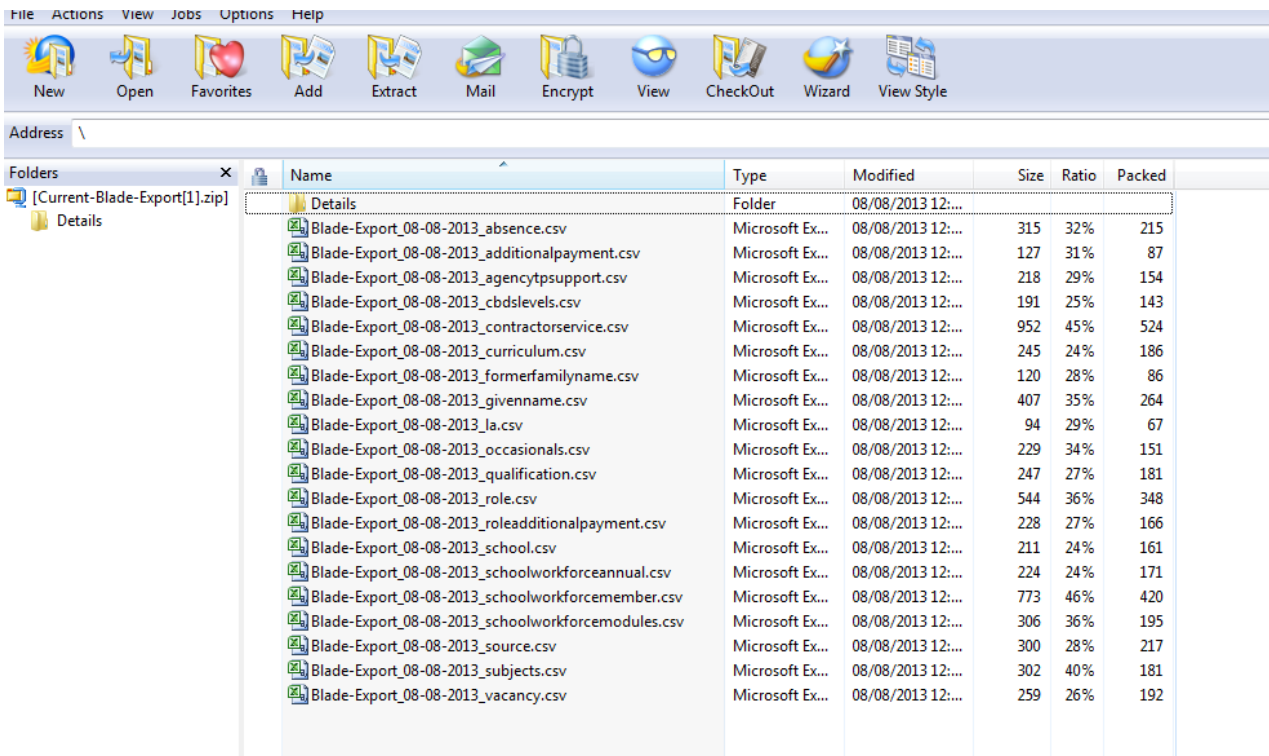 File Actions View Jobs Options Help
New Open Favorites Add Extract Mail Encrypt View CheckOut Wizard View Style
Address \
Folders x Name Type Modified Size Ratio Packed
[Current-Blade-Export[1].zip] Details Folder 08/08/2013 12:...
Details Blade-Export_08-08-2013_absence.csv Microsoft Ex... 08/08/2013 12:... 315 32% 215
Blade-Export_08-08-2013_additionalpayment.csv Microsoft Ex... 08/08/2013 12:... 127 31% 87
Blade-Export_08-08-2013_agencytpsupport.csv Microsoft Ex... 08/08/2013 12:... 218 29% 154
Blade-Export_08-08-2013_cbdslevels.csv Microsoft Ex... 08/08/2013 12:... 191 25% 143
Blade-Export_08-08-2013_contractorservice.csv Microsoft Ex... 08/08/2013 12:... 952 45% 524
Blade-Export_08-08-2013_curriculum.csv Microsoft Ex... 08/08/2013 12:... 245 24% 186
Blade-Export_08-08-2013_formerfamilyname.csv Microsoft Ex... 08/08/2013 12:... 120 28% 86
Blade-Export_08-08-2013_givenname.csv Microsoft Ex... 08/08/2013 12:... 407 35% 264
Blade-Export_08-08-2013_la.csv Microsoft Ex... 08/08/2013 12:... 94 29% 67
Blade-Export_08-08-2013_occasionals.csv Microsoft Ex... 08/08/2013 12:... 229 34% 151
Blade-Export_08-08-2013_qualification.csv Microsoft Ex... 08/08/2013 12:... 247 27% 181
Blade-Export_08-08-2013_role.csv Microsoft Ex... 08/08/2013 12:... 544 36% 348
Blade-Export_08-08-2013_roleadditionalpayment.csv Microsoft Ex... 08/08/2013 12:... 228 27% 166
Blade-Export_08-08-2013_school.csv Microsoft Ex... 08/08/2013 12:... 211 24% 161
Blade-Export_08-08-2013_schoolworkforceannual.csv Microsoft Ex... 08/08/2013 12:... 224 24% 171
Blade-Export_08-08-2013_schoolworkforcemember.csv Microsoft Ex... 08/08/2013 12:... 773 46% 420
Blade-Export_08-08-2013_schoolworkforcemodules.csv Microsoft Ex... 08/08/2013 12:... 306 36% 195
Blade-Export_08-08-2013_source.csv Microsoft Ex... 08/08/2013 12:... 300 28% 217
Blade-Export_08-08-2013_subjects.csv Microsoft Ex... 08/08/2013 12:... 302 40% 181
Blade-Export_08-08-2013_vacancy.csv Microsoft Ex... 08/08/2013 12:... 259 26% 192